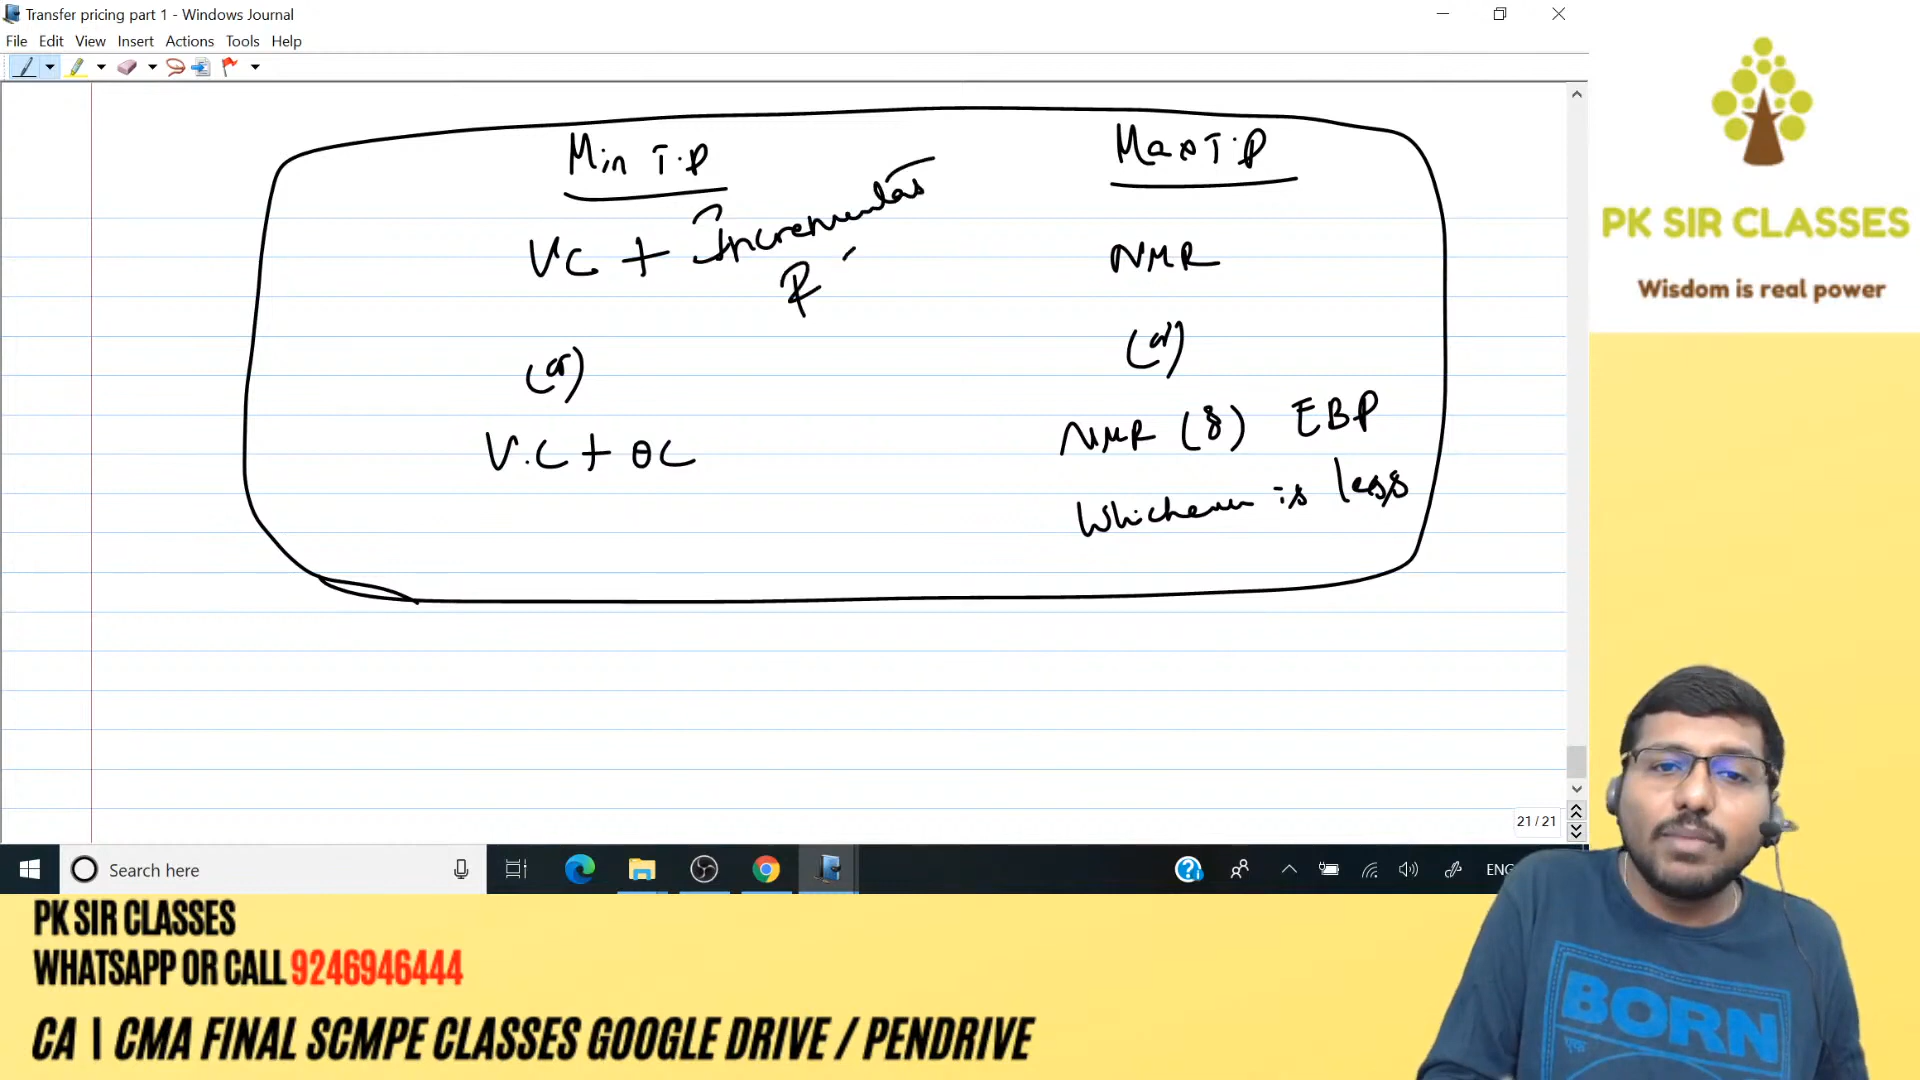 Transfer pricing part 1 - Windows Journal
File Edit View Insert Actions Tools Help
Min T.P
Max T.P
VC + Incremental
F
NMR
(or)
(or)
V.C + OC
NMR (8) EBP
Whichever is less
21 / 21
Search here
ENG
PK SIR CLASSES
Wisdom is real power
BORN
PK SIR CLASSES
WHATSAPP OR CALL 9246946444
CA \ CMA FINAL SCMPE CLASSES GOOGLE DRIVE / PENDRIVE